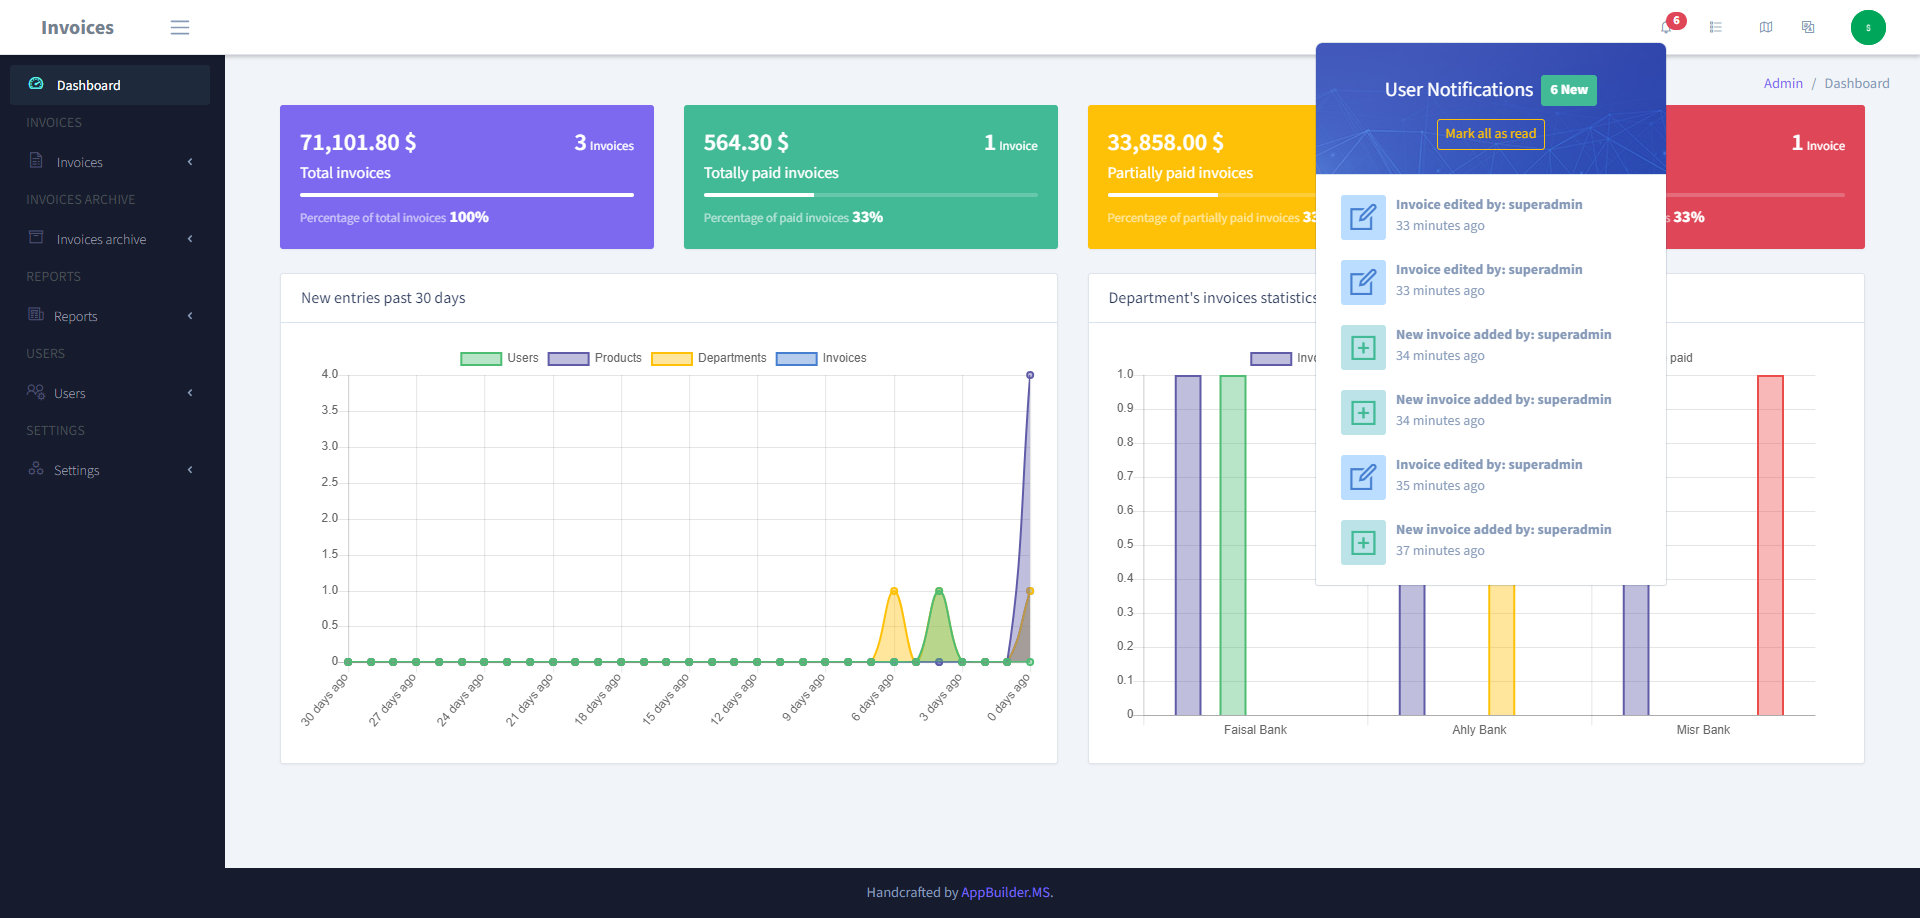 Invoices
6
S
Dashboard
INVOICES
Invoices
INVOICES ARCHIVE
Invoices archive
REPORTS
Reports
USERS
Users
SETTINGS
Settings
Admin / Dashboard
71,101.80 $
3 Invoices
Total invoices
Percentage of total invoices 100%
564.30 $
1 Invoice
Totally paid invoices
Percentage of paid invoices 33%
33,858.00 $
Partially paid invoices
Percentage of partially paid invoices 33
1 Invoice
s 33%
User Notifications 6 New
Mark all as read
Invoice edited by: superadmin
33 minutes ago
Invoice edited by: superadmin
33 minutes ago
New invoice added by: superadmin
34 minutes ago
New invoice added by: superadmin
34 minutes ago
Invoice edited by: superadmin
35 minutes ago
New invoice added by: superadmin
37 minutes ago
New entries past 30 days
Users Products Departments Invoices
4.0
3.5
3.0
2.5
2.0
1.5
1.0
0.5
0
30 days ago 27 days ago 24 days ago 21 days ago 18 days ago 15 days ago 12 days ago 9 days ago 6 days ago 3 days ago 0 days ago
Department's invoices statistics
Invo
paid
1.0
0.9
0.8
0.7
0.6
0.5
0.4
0.3
0.2
0.1
0
Faisal Bank Ahly Bank Misr Bank
Handcrafted by AppBuilder.MS.